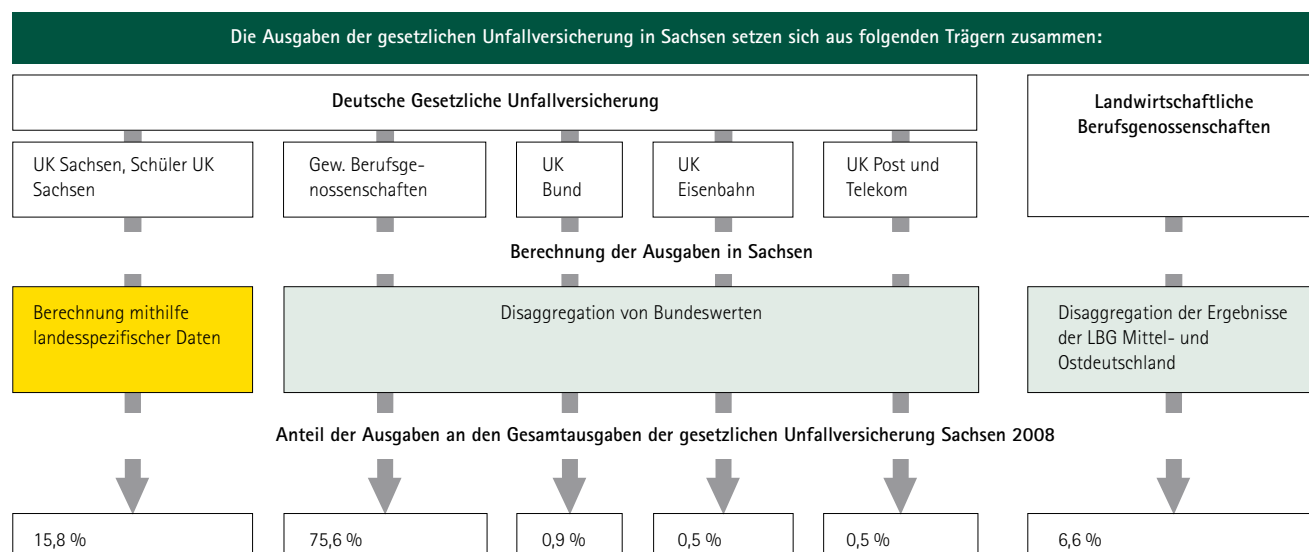 Die Ausgaben der gesetzlichen Unfallversicherung in Sachsen setzen sich aus folgenden Trägern zusammen:
Deutsche Gesetzliche Unfallversicherung
Landwirtschaftliche
Berufsgenossenschaften
UK Sachsen, Schüler UK
Sachsen
Gew. Berufsge-
nossenschaften
UK
Bund
UK
Eisenbahn
UK Post und
Telekom
Berechnung der Ausgaben in Sachsen
Berechnung mithilfe
landesspezifischer Daten
Disaggregation von Bundeswerten
Disaggregation der Ergebnisse
der LBG Mittel- und
Ostdeutschland
Anteil der Ausgaben an den Gesamtausgaben der gesetzlichen Unfallversicherung Sachsen 2008
15,8 %
75,6 %
0,9 %
0,5 %
0,5 %
6,6 %